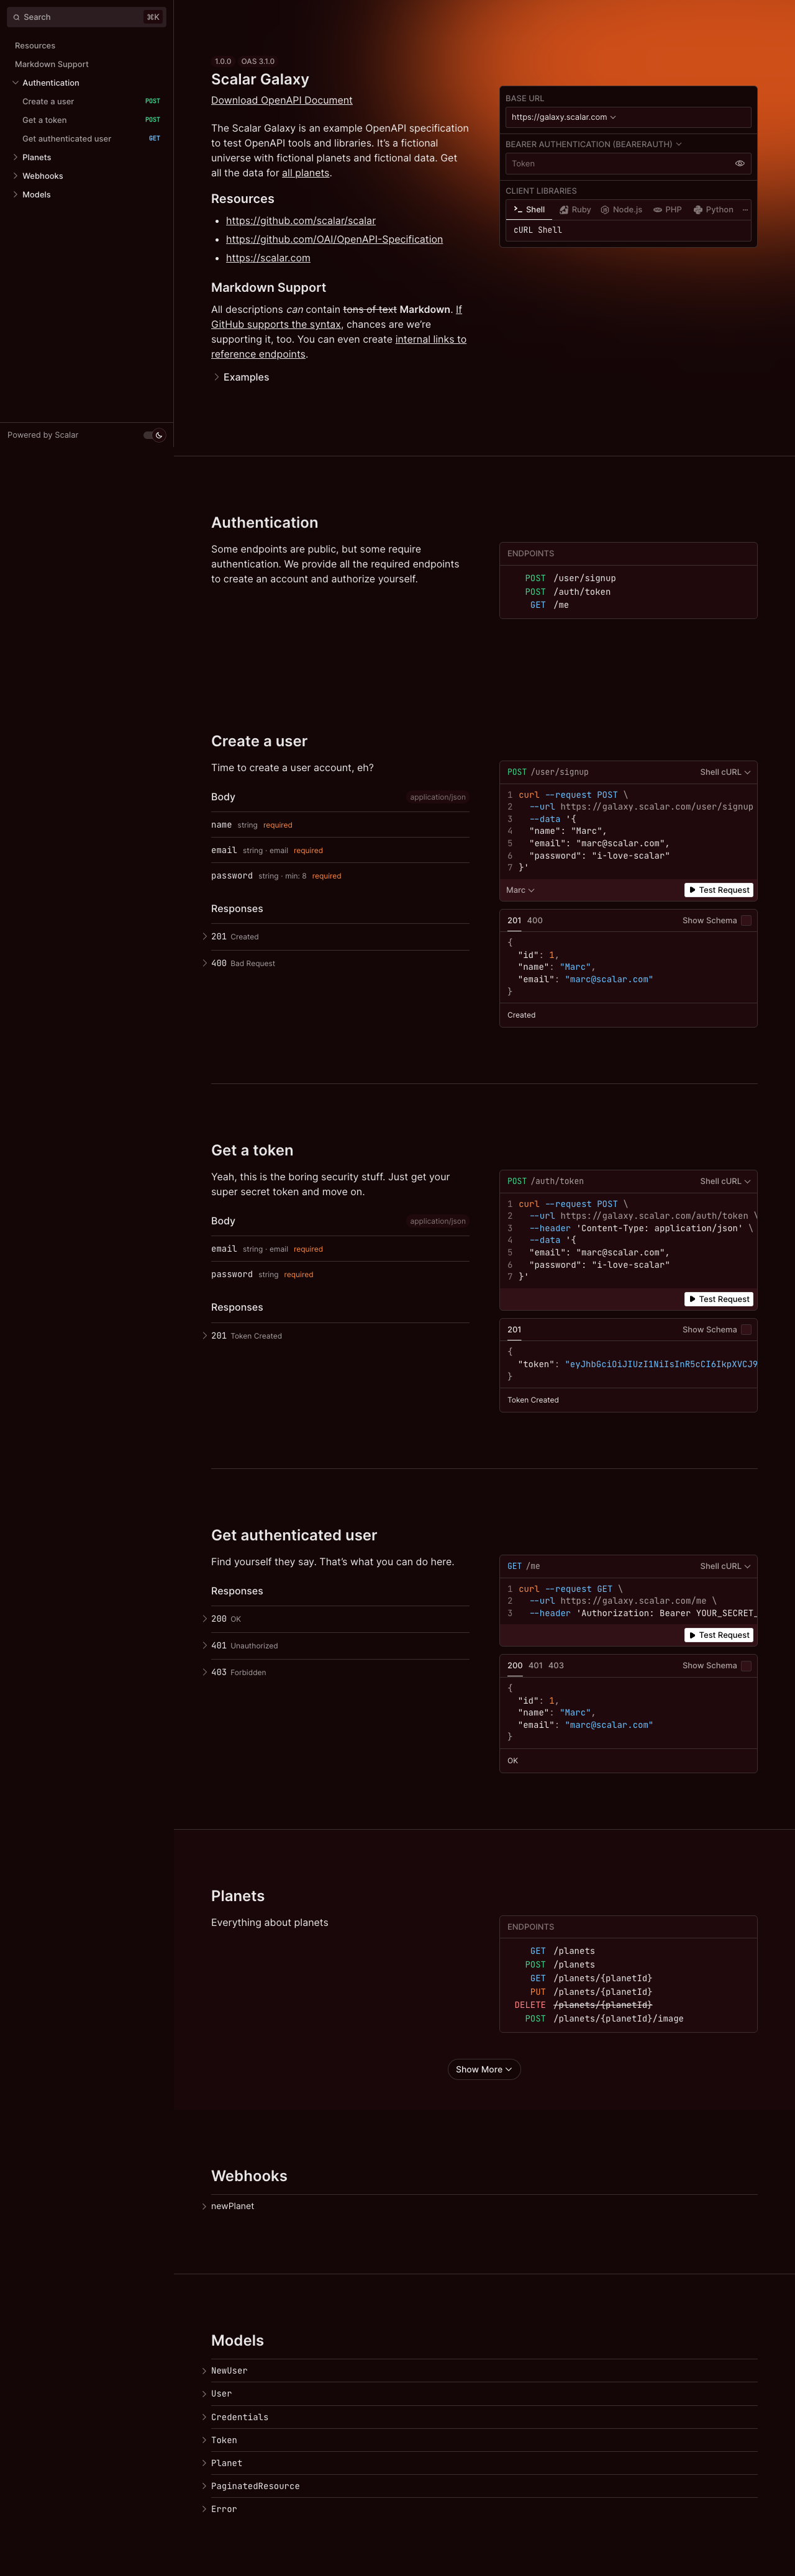 Search ⌘K
Resources
Markdown Support
Authentication
Create a user POST
Get a token POST
Get authenticated user GET
Planets
Webhooks
Models
Powered by Scalar
1.0.0 OAS 3.1.0
Scalar Galaxy
Download OpenAPI Document
The Scalar Galaxy is an example OpenAPI specification
to test OpenAPI tools and libraries. It's a fictional
universe with fictional planets and fictional data. Get
all the data for all planets.
Resources
• https://github.com/scalar/scalar
• https://github.com/OAI/OpenAPI-Specification
• https://scalar.com
Markdown Support
All descriptions can contain tons of text Markdown. If
GitHub supports the syntax, chances are we're
supporting it, too. You can even create internal links to
reference endpoints.
Examples
BASE URL
https://galaxy.scalar.com
BEARER AUTHENTICATION (BEARERAUTH)
Token
CLIENT LIBRARIES
Shell Ruby Node.js PHP Python ...
cURL Shell
Authentication
Some endpoints are public, but some require
authentication. We provide all the required endpoints
to create an account and authorize yourself.
ENDPOINTS
POST /user/signup
POST /auth/token
GET /me
Create a user
Time to create a user account, eh?
Body application/json
name string required
email string · email required
password string · min: 8 required
Responses
201 Created
400 Bad Request
POST /user/signup Shell cURL
1 curl --request POST \
2 --url https://galaxy.scalar.com/user/signup
3 --data '{
4 "name": "Marc",
5 "email": "marc@scalar.com",
6 "password": "i-love-scalar"
7 }'
Marc Test Request
201 400 Show Schema
{
"id": 1,
"name": "Marc",
"email": "marc@scalar.com"
}
Created
Get a token
Yeah, this is the boring security stuff. Just get your
super secret token and move on.
Body application/json
email string · email required
password string required
Responses
201 Token Created
POST /auth/token Shell cURL
1 curl --request POST \
2 --url https://galaxy.scalar.com/auth/token \
3 --header 'Content-Type: application/json' \
4 --data '{
5 "email": "marc@scalar.com",
6 "password": "i-love-scalar"
7 }'
Test Request
201 Show Schema
{
"token": "eyJhbGciOiJIUzI1NiIsInR5cCI6IkpXVCJ9
}
Token Created
Get authenticated user
Find yourself they say. That's what you can do here.
Responses
200 OK
401 Unauthorized
403 Forbidden
GET /me Shell cURL
1 curl --request GET \
2 --url https://galaxy.scalar.com/me \
3 --header 'Authorization: Bearer YOUR_SECRET_
Test Request
200 401 403 Show Schema
{
"id": 1,
"name": "Marc",
"email": "marc@scalar.com"
}
OK
Planets
Everything about planets
ENDPOINTS
GET /planets
POST /planets
GET /planets/{planetId}
PUT /planets/{planetId}
DELETE /planets/{planetId}
POST /planets/{planetId}/image
Show More
Webhooks
newPlanet
Models
NewUser
User
Credentials
Token
Planet
PaginatedResource
Error